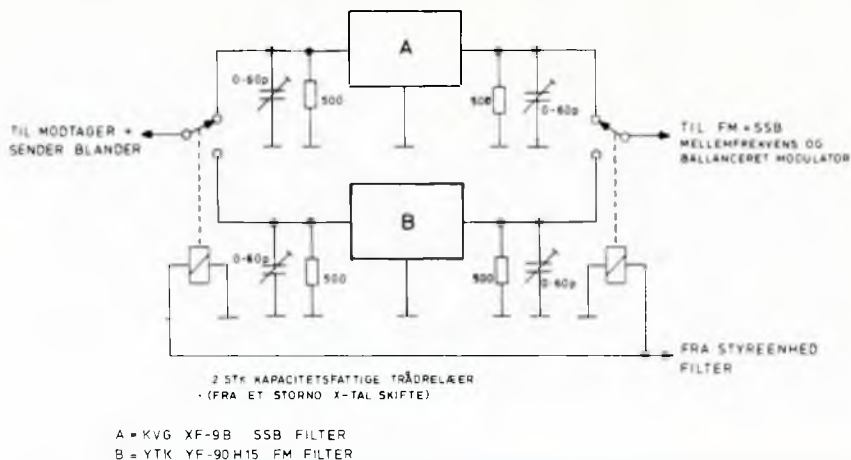 A
0-60p
500
500
0-60p
TIL MODTAGER +
SENDER BLANDER
TIL FM + SSB
MELLEMFREKVENS OG
BALLANCERET MODULATOR
B
0-60p
500
500
0-60p
FRA STYREENHED
FILTER
2 STK KAPACITETSFATTIGE TRÅDRELÆER
(FRA ET STORNO X-TAL SKIFTE)
A = KVG XF-9B SSB FILTER
B = YTK YF-90H15 FM FILTER